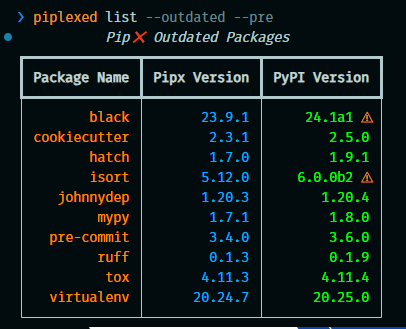 ❯ piplexed list --outdated --pre
Pip❌ Outdated Packages
Package Name Pipx Version PyPI Version
black 23.9.1 24.1a1 ⚠
cookiecutter 2.3.1 2.5.0
hatch 1.7.0 1.9.1
isort 5.12.0 6.0.0b2 ⚠
johnnydep 1.20.3 1.20.4
mypy 1.7.1 1.8.0
pre-commit 3.4.0 3.6.0
ruff 0.1.3 0.1.9
tox 4.11.3 4.11.4
virtualenv 20.24.7 20.25.0